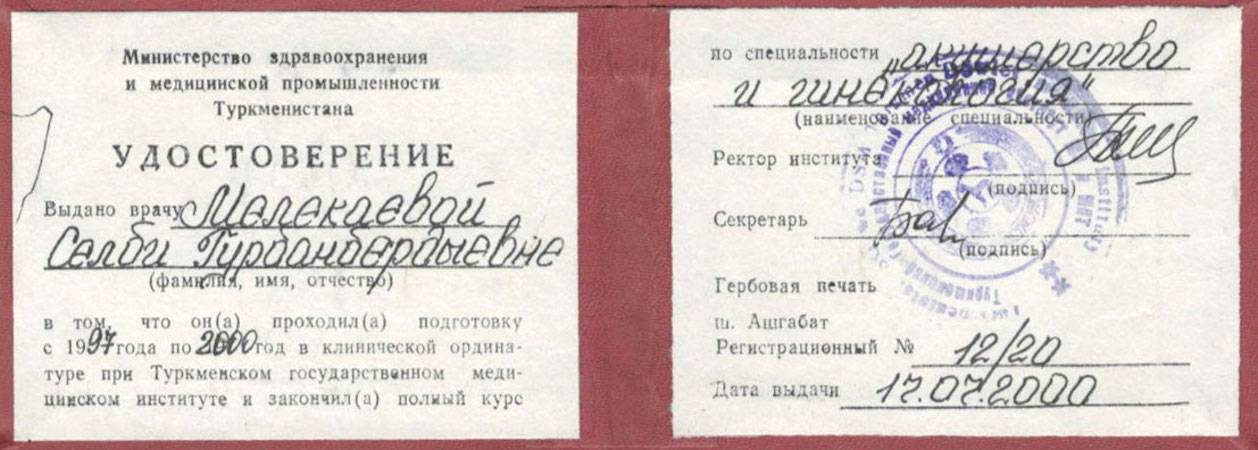 Министерство здравоохранения
и медицинской промышленности
Туркменистана
УДОСТОВЕРЕНИЕ
Выдано врачу Мелекаевой
Селби Гурбанбердыевне
(фамилия, имя, отчество)
в том, что он(а) проходил(а) подготовку
с 1997 года по 2000 год в клинической ордина-
туре при Туркменском государственном меди-
цинском институте и закончил(а) полный курс
по специальности „акушерство
и гинекология"
(наименование специальности)
Ректор института
(подпись)
Секретарь
(подпись)
Гербовая печать
ш. Ашгабат
Регистрационный № 12/20
Дата выдачи 17.07.2000